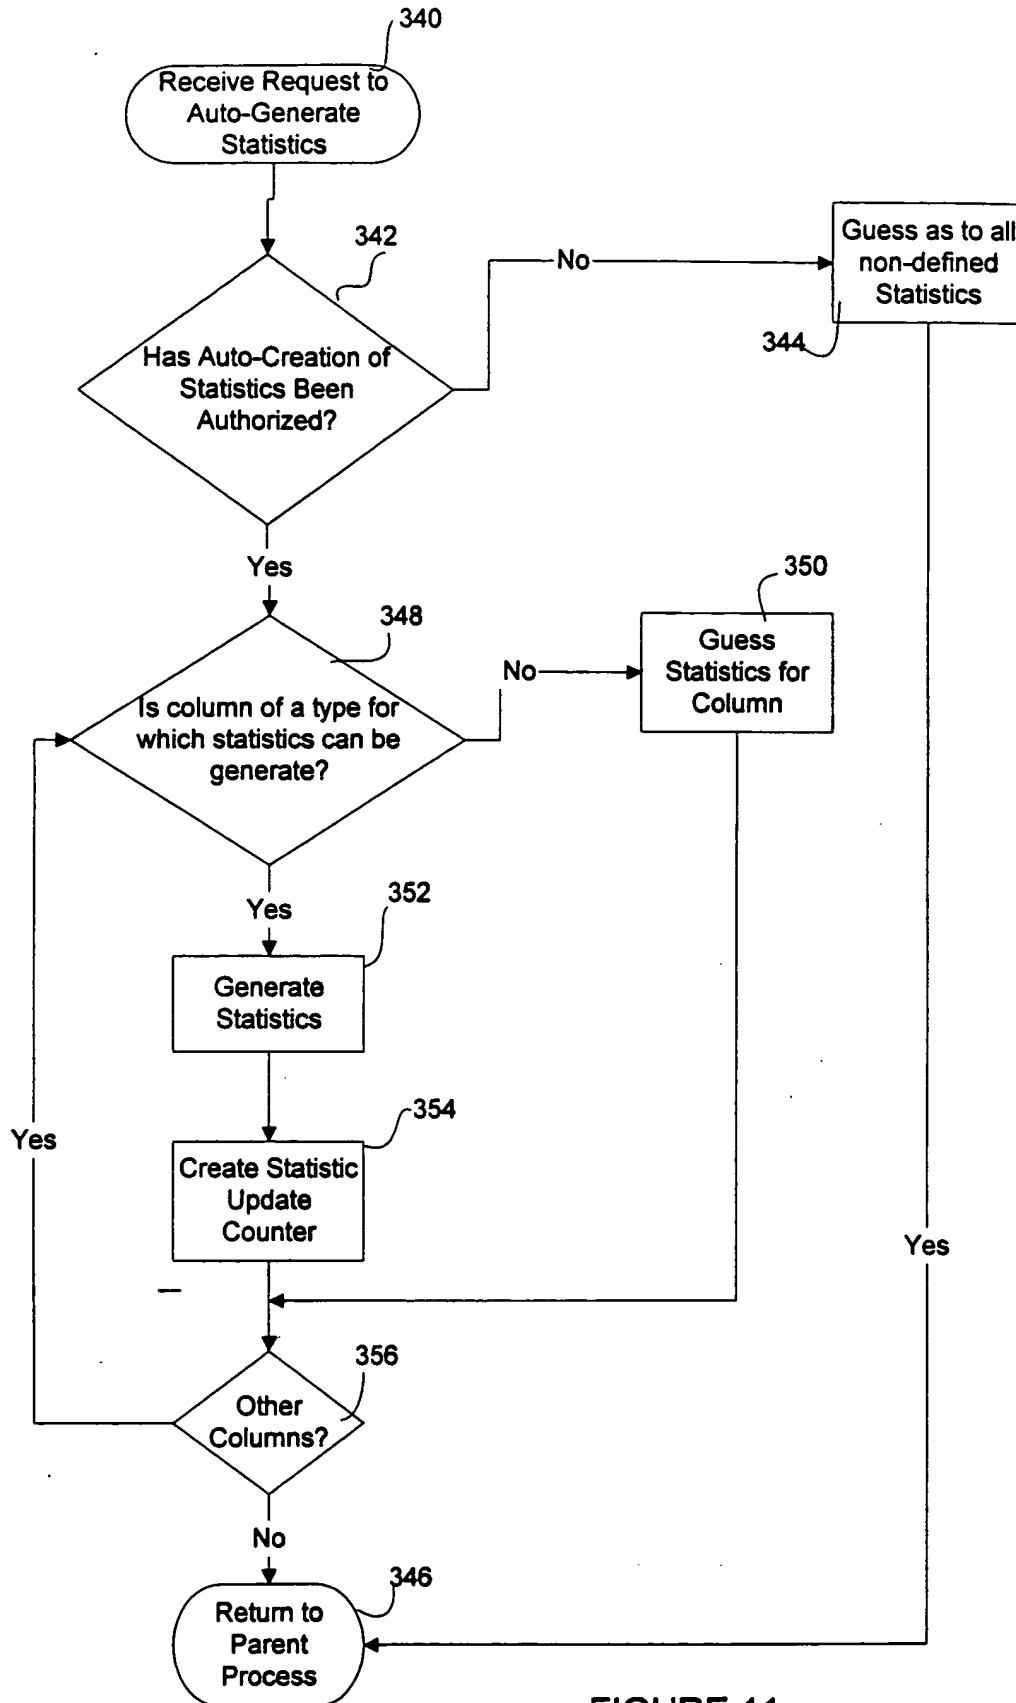 340
Receive Request to
Auto-Generate
Statistics
342
Has Auto-Creation of
Statistics Been
Authorized?
No
Guess as to all
non-defined
Statistics
344
Yes
348
Is column of a type for
which statistics can be
generate?
No
350
Guess
Statistics for
Column
Yes
352
Generate
Statistics
354
Create Statistic
Update
Counter
Yes
Yes
356
Other
Columns?
No
346
Return to
Parent
Process
FIGURE 11